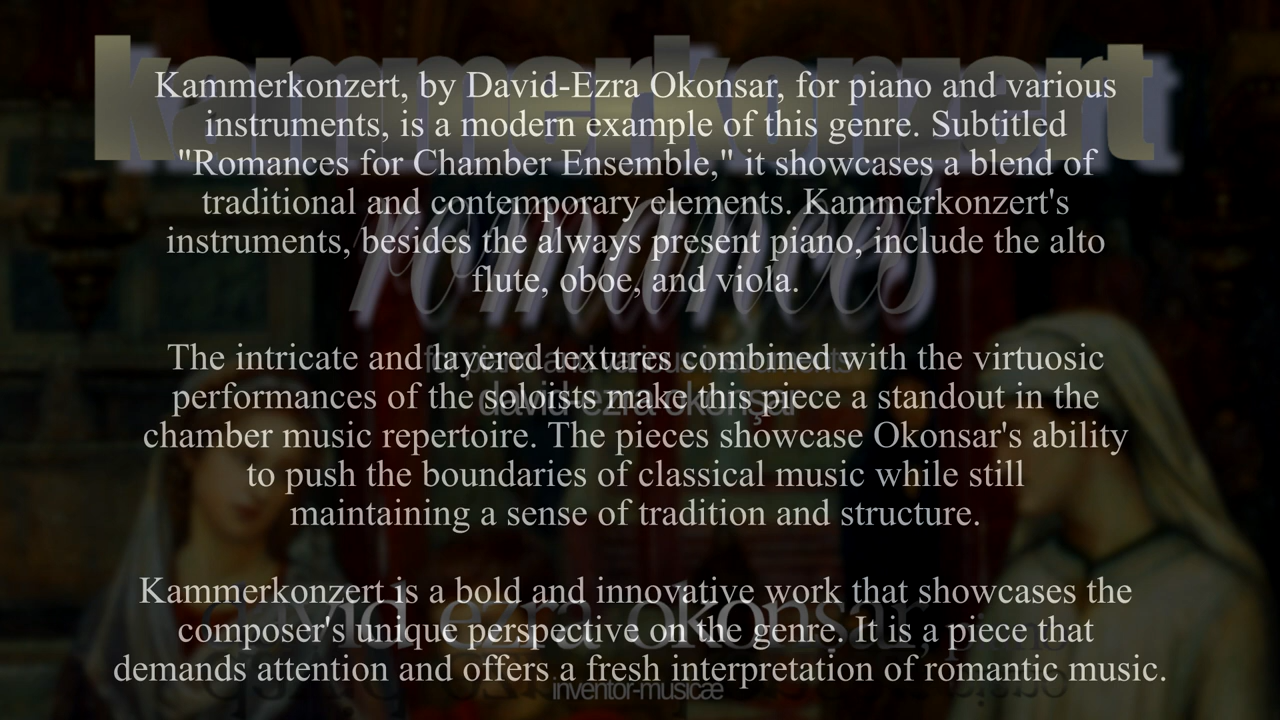 kammerkonzert
Kammerkonzert, by David-Ezra Okonsar, for piano and various
instruments, is a modern example of this genre. Subtitled
"Romances for Chamber Ensemble," it showcases a blend of
traditional and contemporary elements. Kammerkonzert's
instruments, besides the always present piano, include the alto
flute, oboe, and viola.
romances
The intricate and layered textures combined with the virtuosic
performances of the soloists make this piece a standout in the
david-ezra okonşar
chamber music repertoire. The pieces showcase Okonsar's ability
to push the boundaries of classical music while still
maintaining a sense of tradition and structure.
Kammerkonzert is a bold and innovative work that showcases the
composer's unique perspective on the genre. It is a piece that
demands attention and offers a fresh interpretation of romantic music.
inventor-musicæ